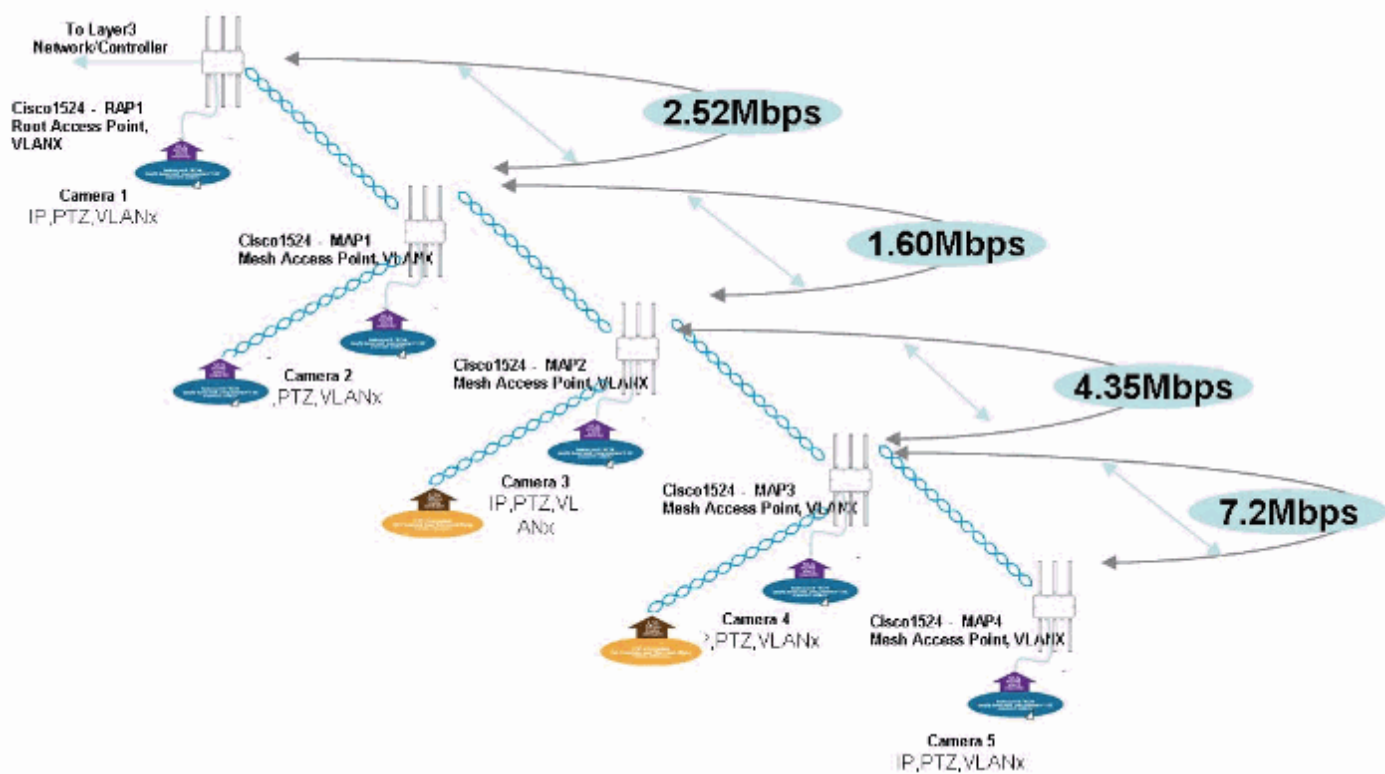 To Layer3
Network/Controller
Cisco1524 - RAP1
Root Access Point,
VLANX
Camera 1
IP,PTZ,VLANx
2.52Mbps
Cisco1524 - MAP1
Mesh Access Point, VLANX
1.60Mbps
Camera 2
,PTZ,VLANx
Cisco1524 - MAP2
Mesh Access Point, VLANX
4.35Mbps
Camera 3
IP,PTZ,VL
ANx
Cisco1524 - MAP3
Mesh Access Point, VLANX
7.2Mbps
Camera 4
,PTZ,VLANx
Cisco1524 - MAP4
Mesh Access Point, VLANX
Camera 5
IP,PTZ,VLANx